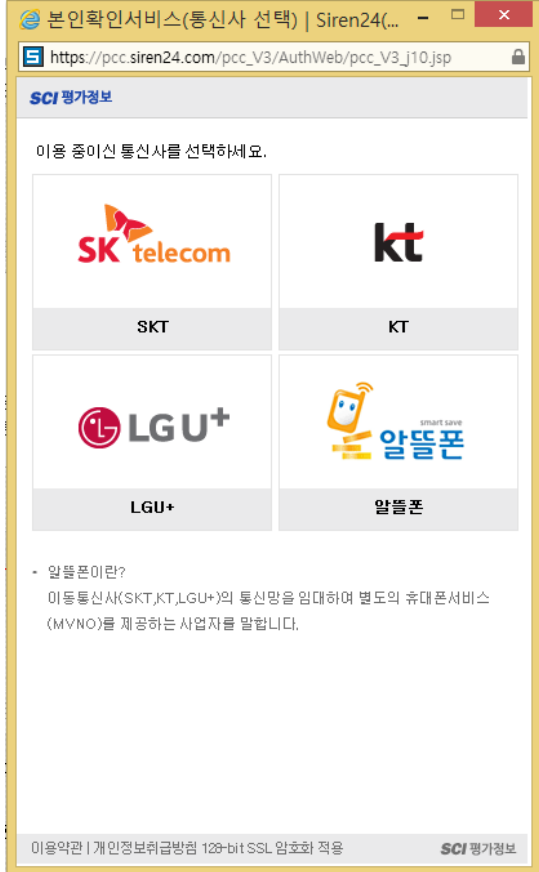 본인확인서비스(통신사 선택) | Siren24(...
https://pcc.siren24.com/pcc_V3/AuthWeb/pcc_V3_j10.jsp
SCI 평가정보
이용 중이신 통신사를 선택하세요.
SK telecom
kt
SKT
KT
LG U+
smart save
알뜰폰
LGU+
알뜰폰
• 알뜰폰이란?
이동통신사(SKT,KT,LGU+)의 통신망을 임대하여 별도의 휴대폰서비스
(MVNO)를 제공하는 사업자를 말합니다.
이용약관 | 개인정보취급방침 128-bit SSL 암호화 적용
SCI 평가정보